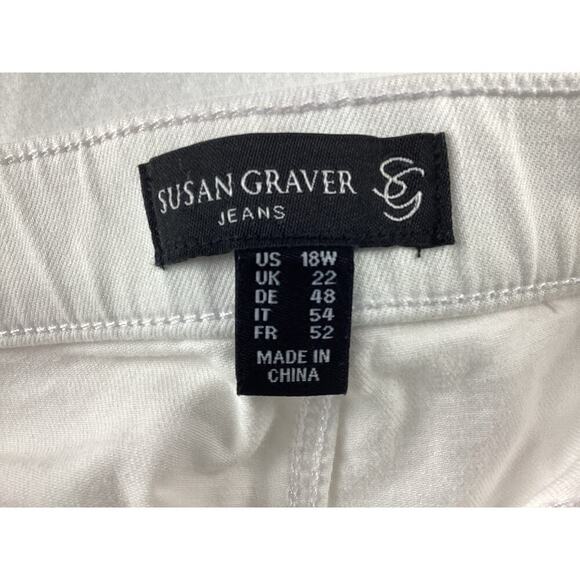 SUSAN GRAVER SG
JEANS
US 18W
UK 22
DE 48
IT 54
FR 52
MADE IN
CHINA